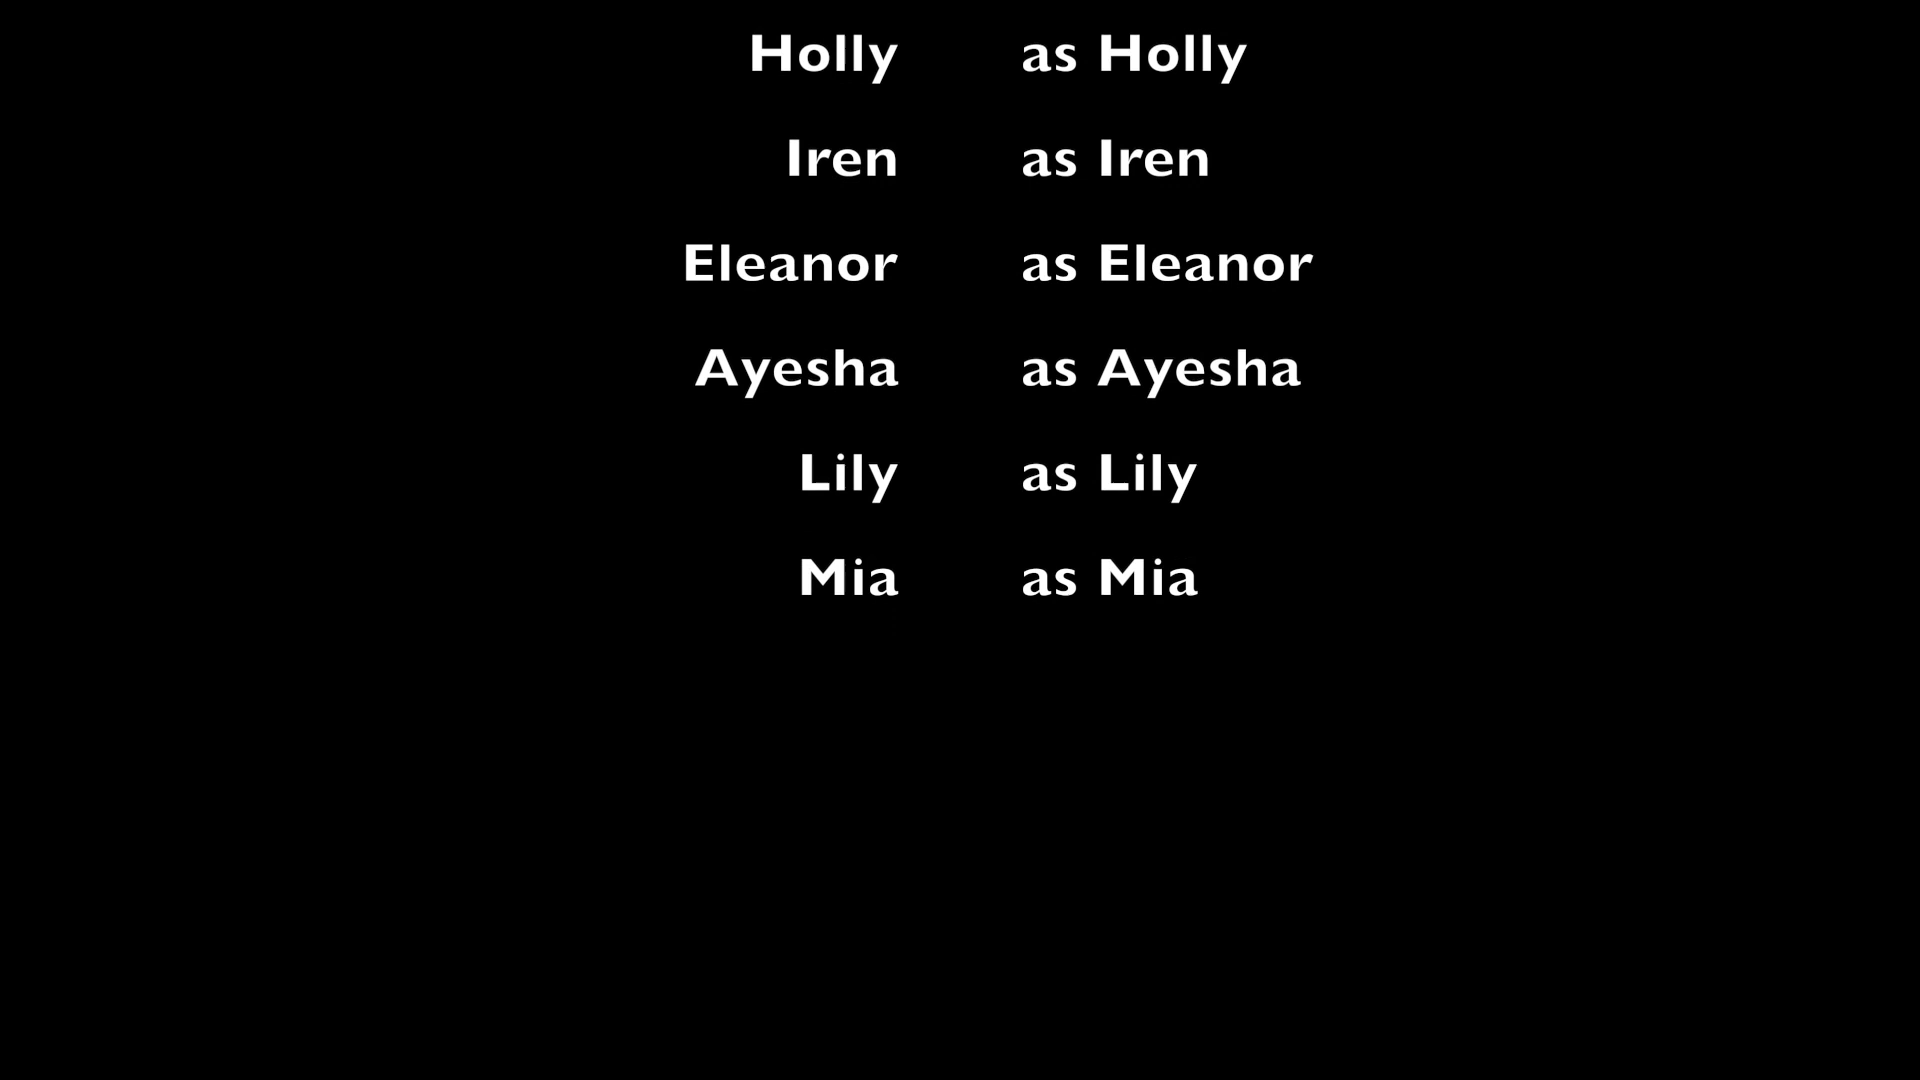 Holly as Holly
Iren as Iren
Eleanor as Eleanor
Ayesha as Ayesha
Lily as Lily
Mia as Mia